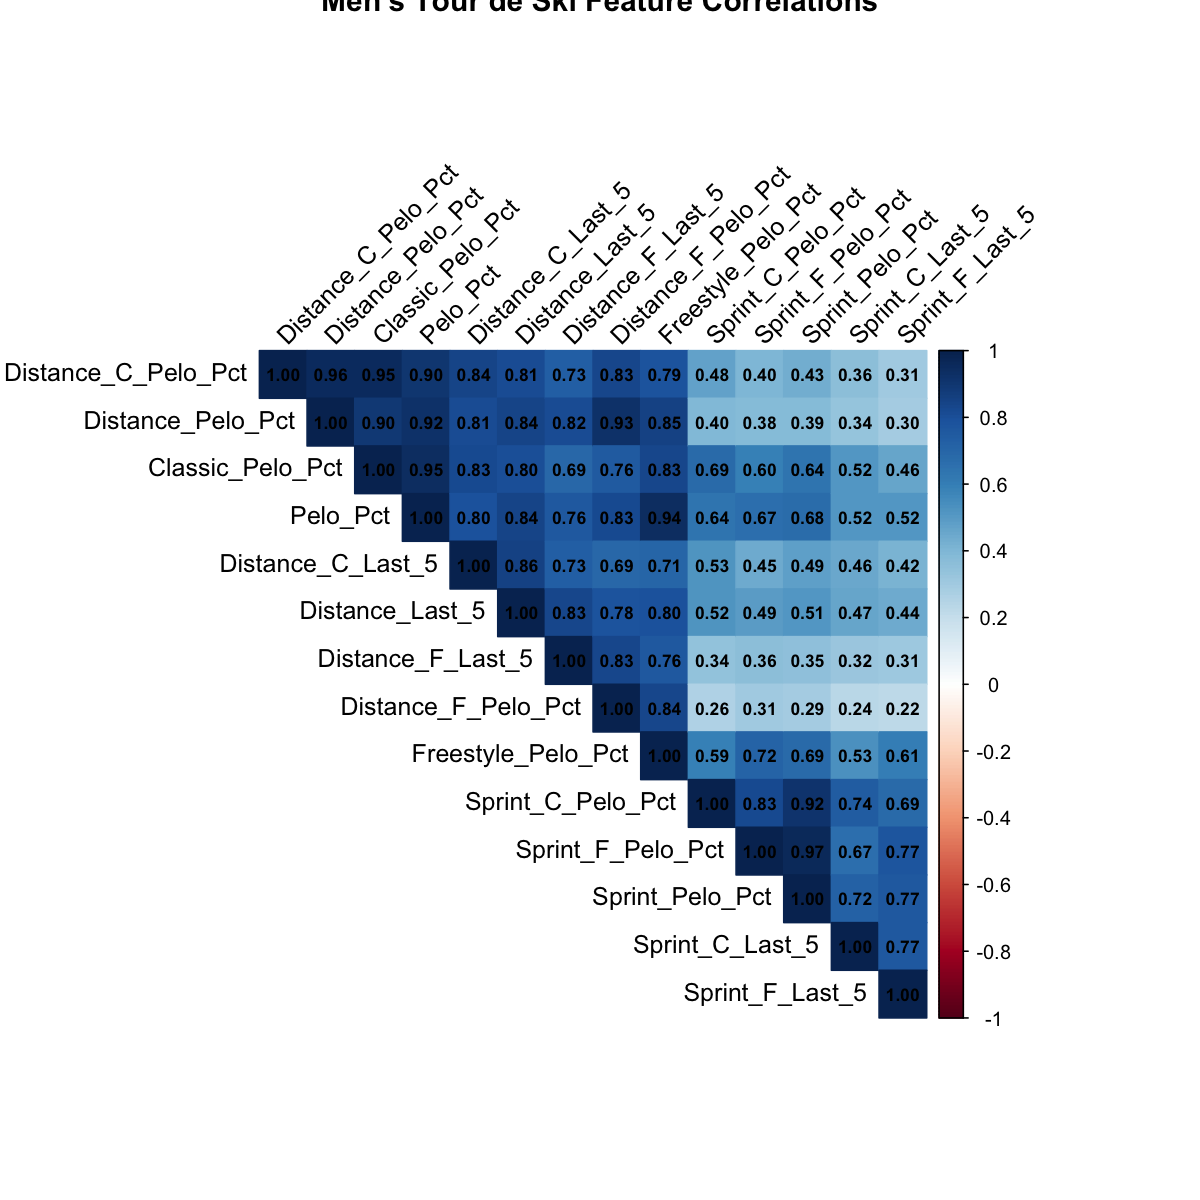 Men's Tour de Ski Feature Correlations
Distance_C_Pelo_Pct
Distance_Pelo_Pct
Classic_Pelo_Pct
Pelo_Pct
Distance_C_Last_5
Distance_Last_5
Distance_F_Last_5
Distance_F_Pelo_Pct
Freestyle_Pelo_Pct
Sprint_C_Pelo_Pct
Sprint_F_Pelo_Pct
Sprint_Pelo_Pct
Sprint_C_Last_5
Sprint_F_Last_5
Distance_C_Pelo_Pct 1.00 0.96 0.95 0.90 0.84 0.81 0.73 0.83 0.79 0.48 0.40 0.43 0.36 0.31
Distance_Pelo_Pct 1.00 0.90 0.92 0.81 0.84 0.82 0.93 0.85 0.40 0.38 0.39 0.34 0.30
Classic_Pelo_Pct 1.00 0.95 0.83 0.80 0.69 0.76 0.83 0.69 0.60 0.64 0.52 0.46
Pelo_Pct 1.00 0.80 0.84 0.76 0.83 0.94 0.64 0.67 0.68 0.52 0.52
Distance_C_Last_5 1.00 0.86 0.73 0.69 0.71 0.53 0.45 0.49 0.46 0.42
Distance_Last_5 1.00 0.83 0.78 0.80 0.52 0.49 0.51 0.47 0.44
Distance_F_Last_5 1.00 0.83 0.76 0.34 0.36 0.35 0.32 0.31
Distance_F_Pelo_Pct 1.00 0.84 0.26 0.31 0.29 0.24 0.22
Freestyle_Pelo_Pct 1.00 0.59 0.72 0.69 0.53 0.61
Sprint_C_Pelo_Pct 1.00 0.83 0.92 0.74 0.69
Sprint_F_Pelo_Pct 1.00 0.97 0.67 0.77
Sprint_Pelo_Pct 1.00 0.72 0.77
Sprint_C_Last_5 1.00 0.77
Sprint_F_Last_5 1.00
1
0.8
0.6
0.4
0.2
0
-0.2
-0.4
-0.6
-0.8
-1